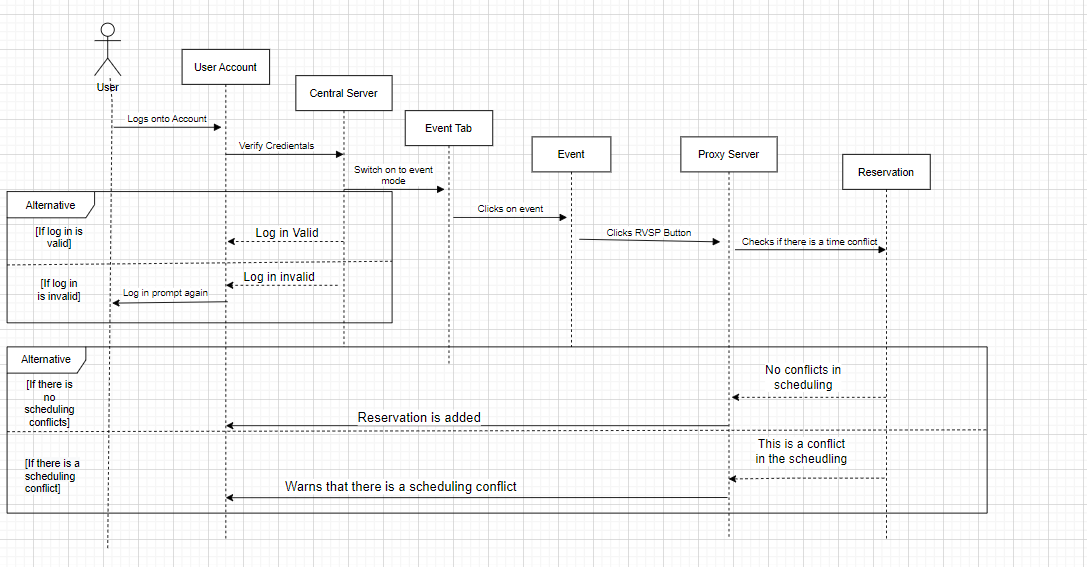 User
User Account
Central Server
Event Tab
Event
Proxy Server
Reservation
Logs onto Account
Verify Credientals
Switch on to event
mode
Clicks on event
Clicks RVSP Button
Checks if there is a time conflict
Alternative
[If log in is
valid]
Log in Valid
[If log in
is invalid]
Log in invalid
Log in prompt again
Alternative
[If there is
no
scheduling
conflicts]
No conflicts in
scheduling
Reservation is added
[If there is a
scheduling
conflict]
This is a conflict
in the scheudling
Warns that there is a scheduling conflict